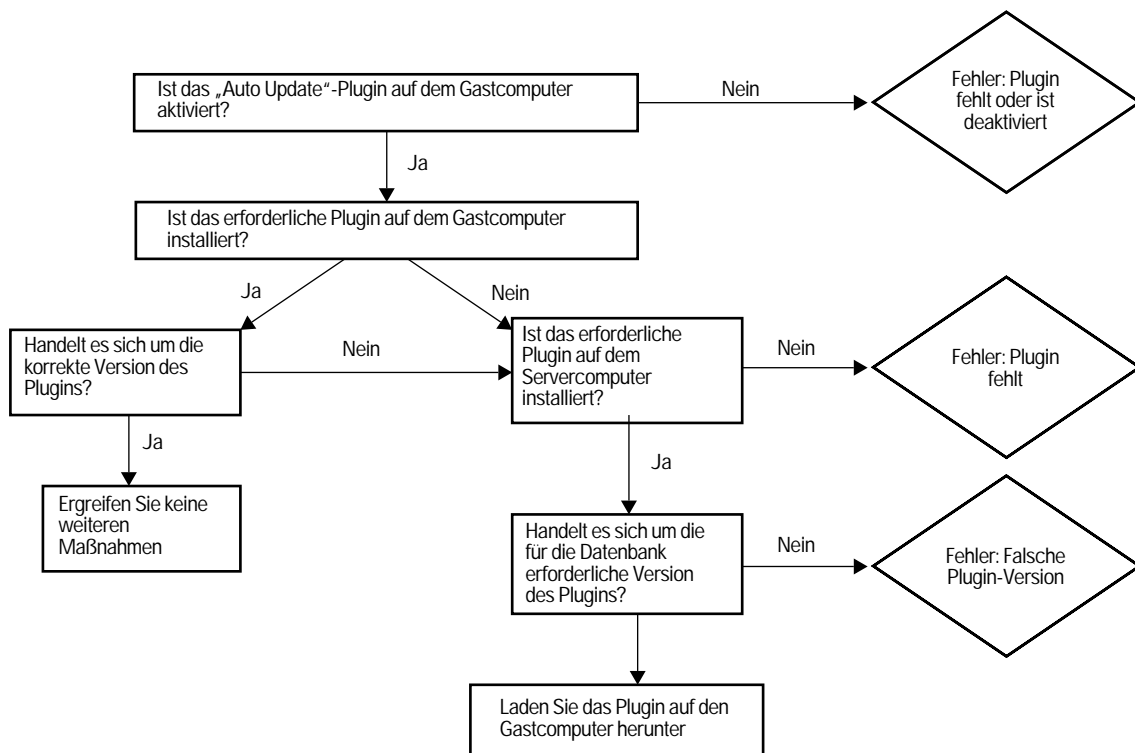 Ist das „Auto Update“-Plugin auf dem Gastcomputer
aktiviert?
Nein
Fehler: Plugin
fehlt oder ist
deaktiviert
Ja
Ist das erforderliche Plugin auf dem Gastcomputer
installiert?
Ja
Nein
Handelt es sich um die
korrekte Version des
Plugins?
Nein
Ist das erforderliche
Plugin auf dem
Servercomputer
installiert?
Nein
Fehler: Plugin
fehlt
Ja
Ja
Ergreifen Sie keine
weiteren
Maßnahmen
Handelt es sich um die
für die Datenbank
erforderliche Version
des Plugins?
Nein
Fehler: Falsche
Plugin-Version
Laden Sie das Plugin auf den
Gastcomputer herunter